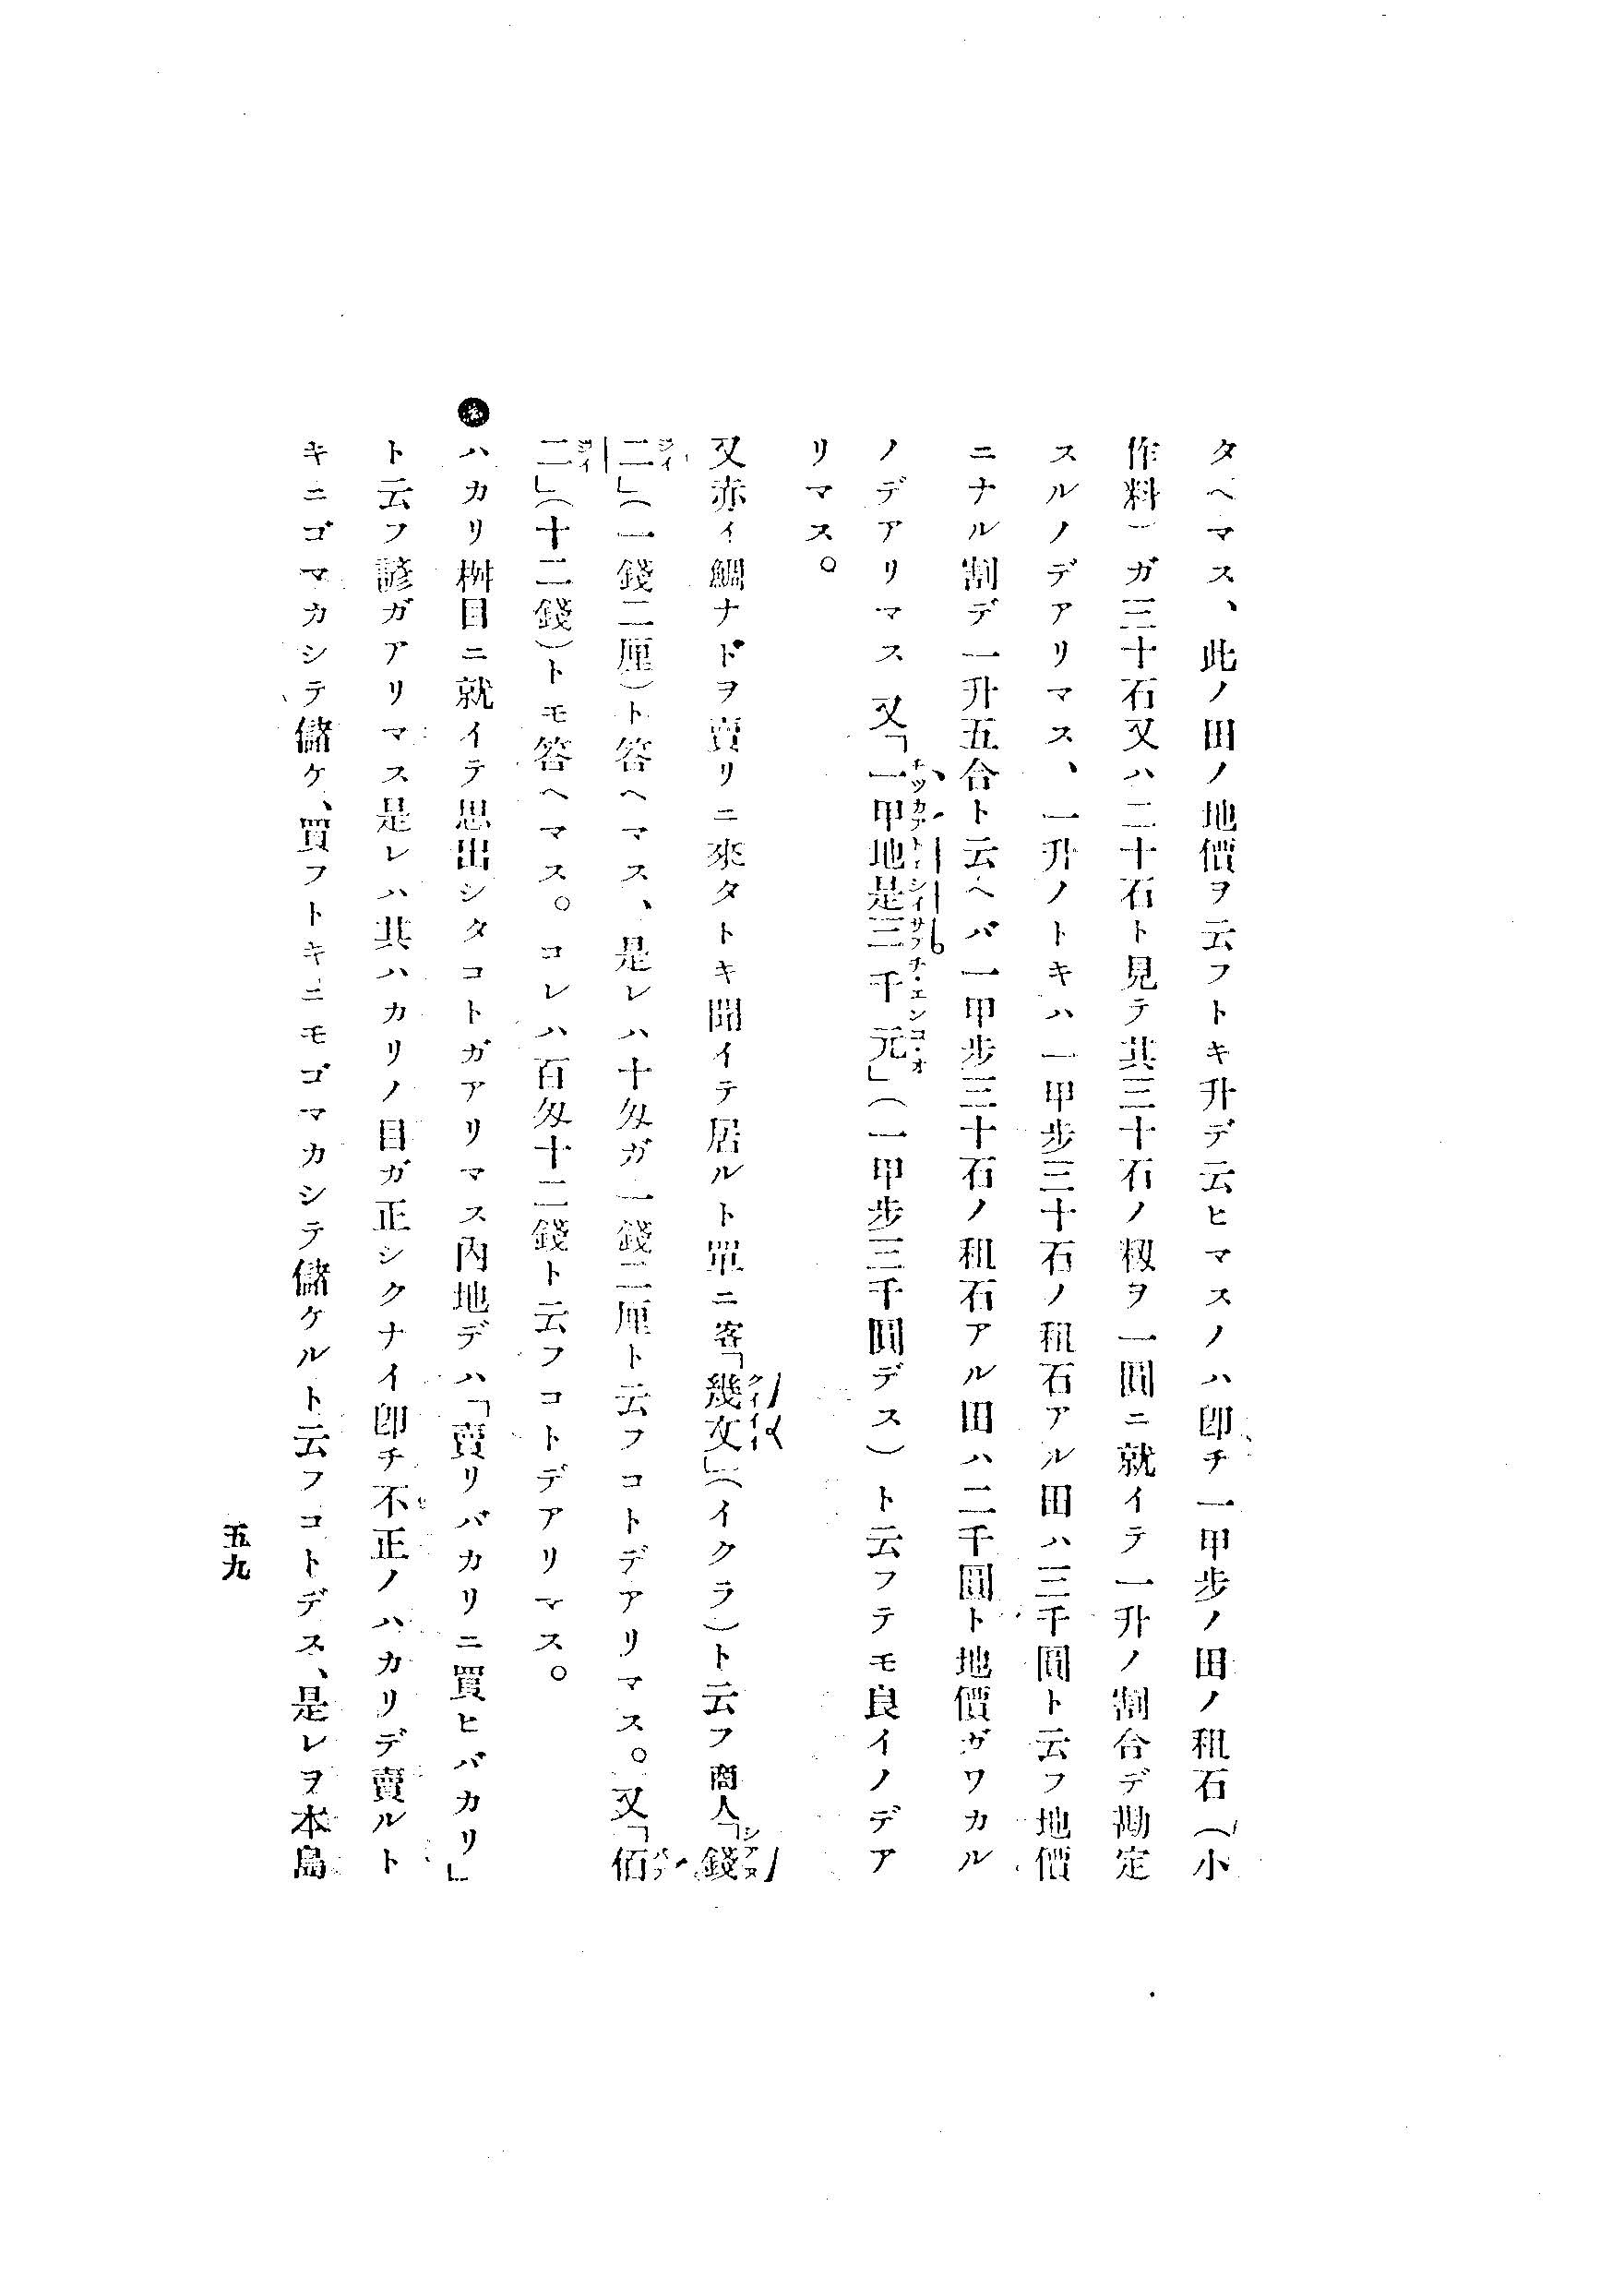 タヘマス、此ノ田ノ地價ヲ云フトキ升デ云ヒマスノハ卽チ一甲步ノ田ノ租石(小
作料)ガ三十石又ハ二十石ト見テ其三十石ノ籾ヲ一圓ニ就イテ一升ノ割合デ勘定
スルノデアリマス、一升ノトキハ一甲步三十石ノ租石アル田ハ三千圓ト云フ地價
ニナル割デ一升五合ト云ヘバ一甲步三十石ノ租石アル田ハ二千圓ト地價ガワカル
ノデアリマス又「一甲地是三千元」(一甲步三千圓デス)ト云フテモ良イノデア
リマス。
又赤イ鯛ナドヲ賣リニ來タトキ聞イテ居ルト單ニ客「幾文」(イクラ)ト云フ商人「錢
二」(一錢二厘)ト答ヘマス、是レハ十匁ガ一錢二厘ト云フコトデアリマス。又「佰
二」(十二錢)トモ答ヘマス。コレハ百匁十二錢ト云フコトデアリマス。
ハカリ桝目ニ就イテ思出シタコトガアリマス內地デハ「賣リバカリニ買ヒバカリ」
ト云フ諺ガアリマス是レハ其ハカリノ目ガ正シクナイ卽チ不正ノハカリデ賣ルト
キニゴマカシテ儲ケ、買フトキニモゴマカシテ儲ケルト云フコトデス、是レヲ本島
五九